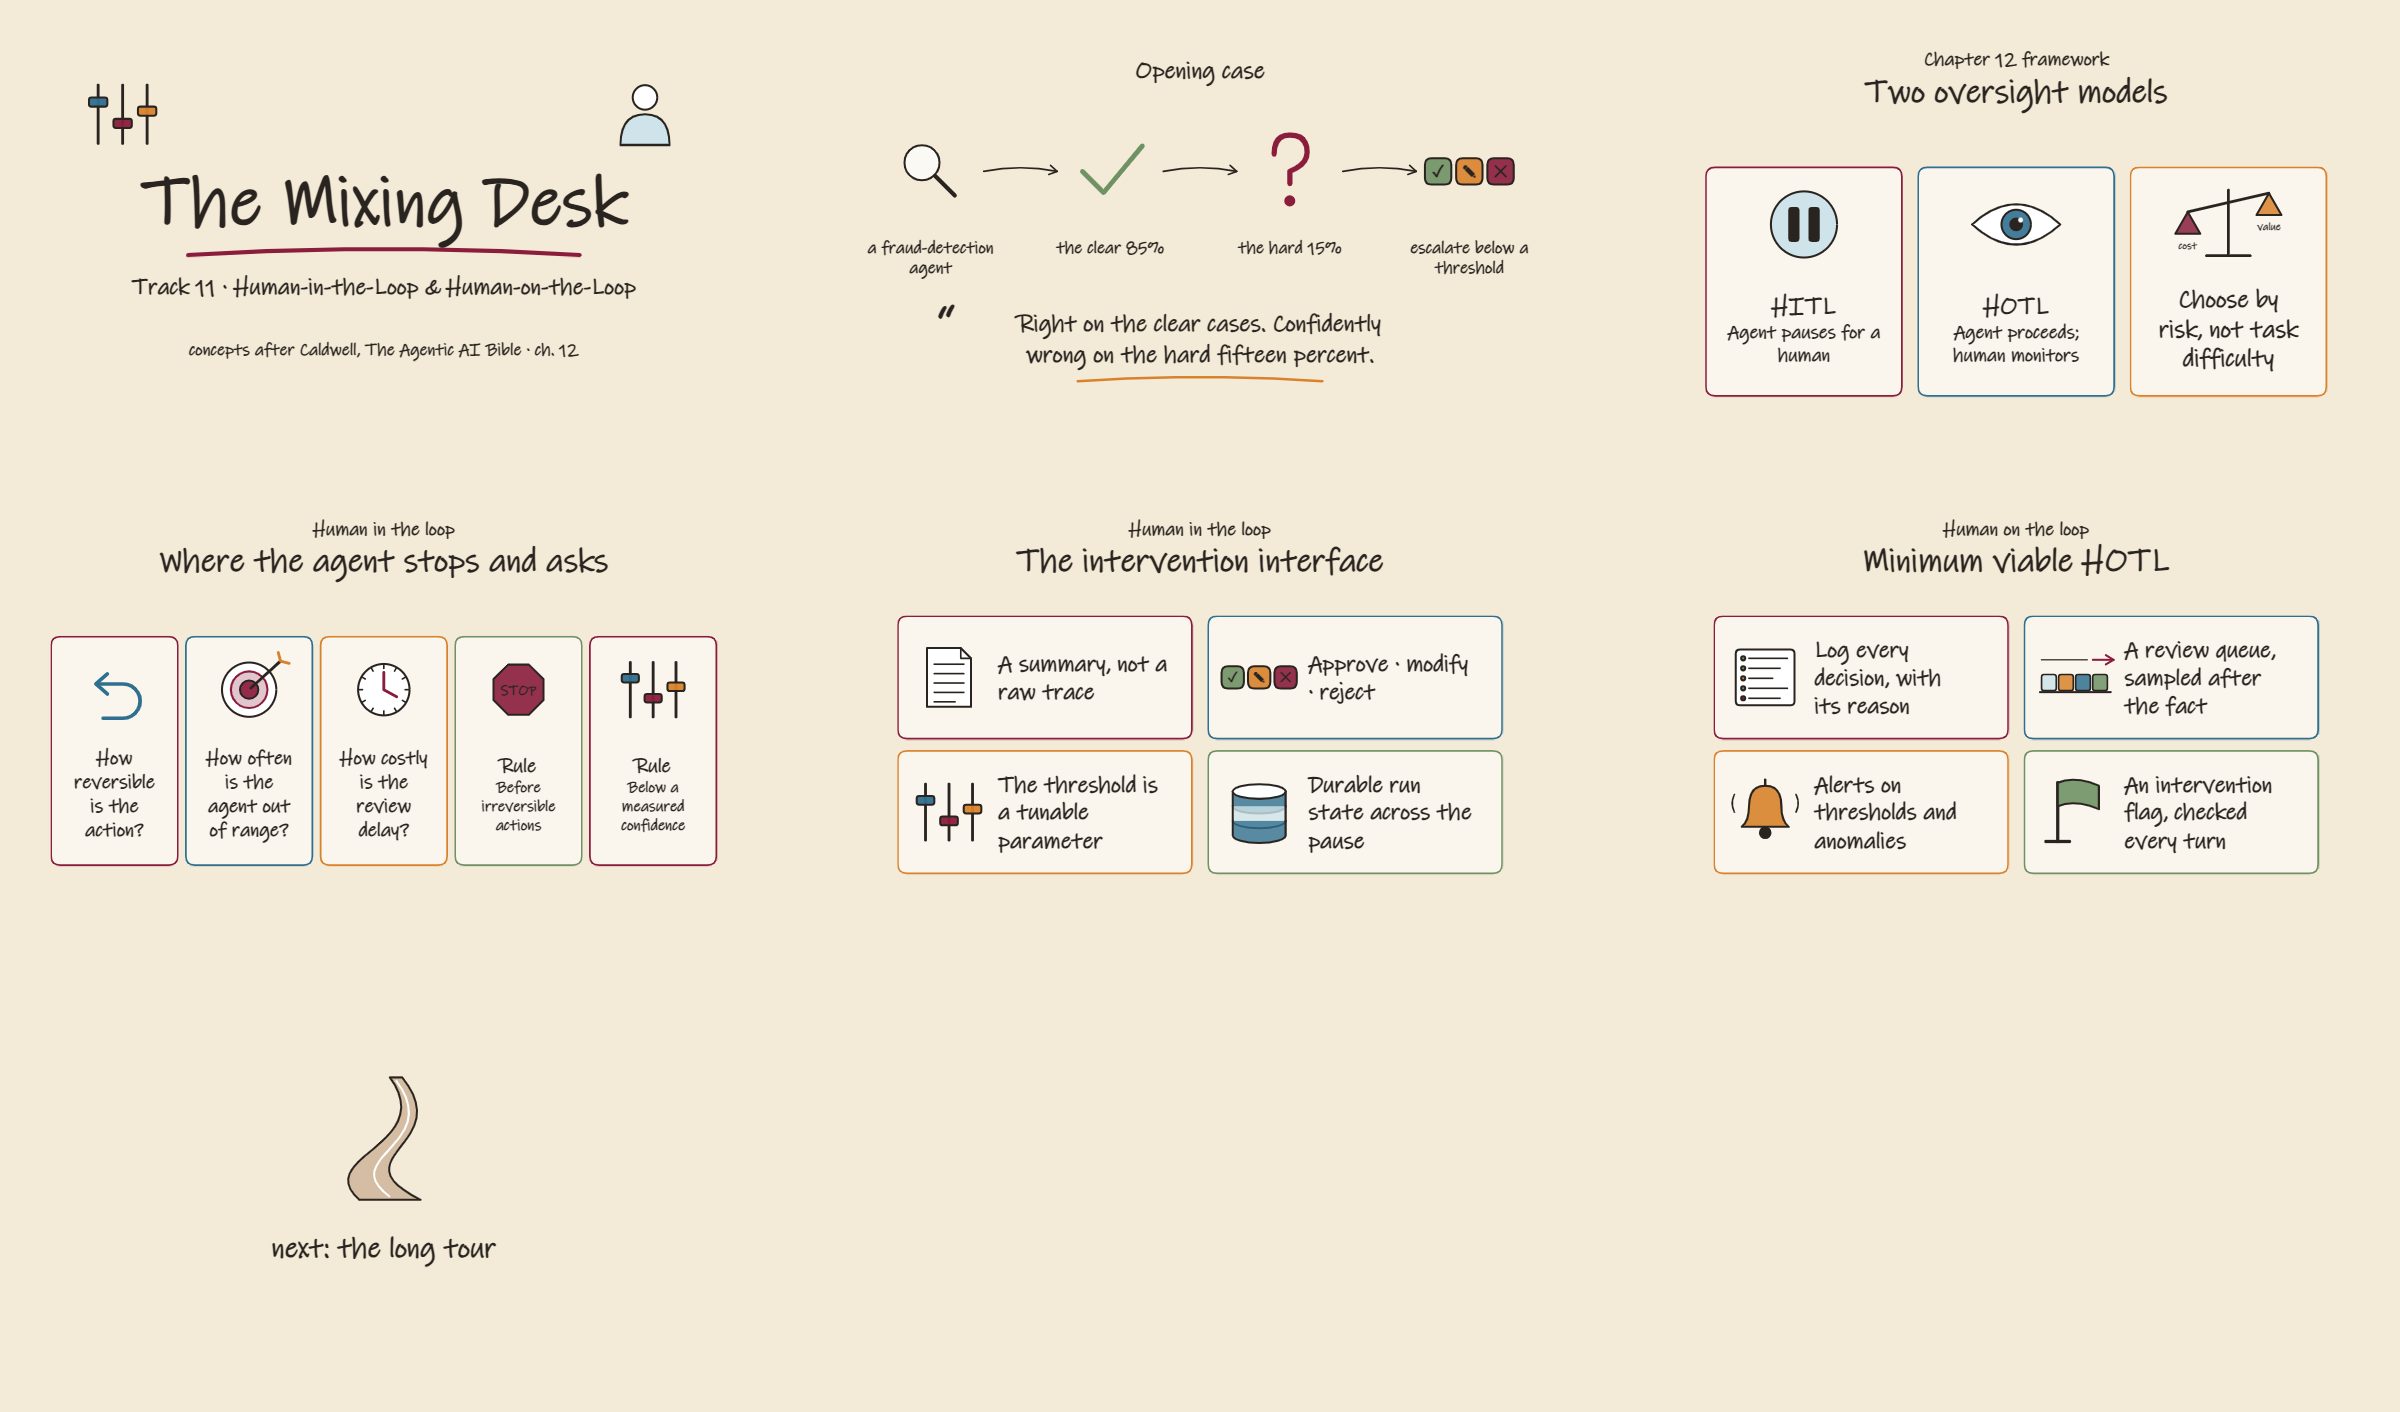 The Mixing Desk
Track 11 · Human-in-the-Loop & Human-on-the-Loop
concepts after Caldwell, The Agentic AI Bible · ch. 12
Opening case
a fraud-detection
agent
the clear 85%
the hard 15%
escalate below a
threshold
"
Right on the clear cases. Confidently
wrong on the hard fifteen percent.
Chapter 12 framework
Two oversight models
HITL
Agent pauses for a
human
HOTL
Agent proceeds;
human monitors
cost
value
Choose by
risk, not task
difficulty
Human in the loop
Where the agent stops and asks
How
reversible
is the
action?
How often
is the
agent out
of range?
How costly
is the
review
delay?
STOP
Rule
Before
irreversible
actions
Rule
Below a
measured
confidence
Human in the loop
The intervention interface
A summary, not a
raw trace
Approve · modify
· reject
The threshold is
a tunable
parameter
Durable run
state across the
pause
Human on the loop
Minimum viable HOTL
Log every
decision, with
its reason
A review queue,
sampled after
the fact
Alerts on
thresholds and
anomalies
An intervention
flag, checked
every turn
next: the long tour